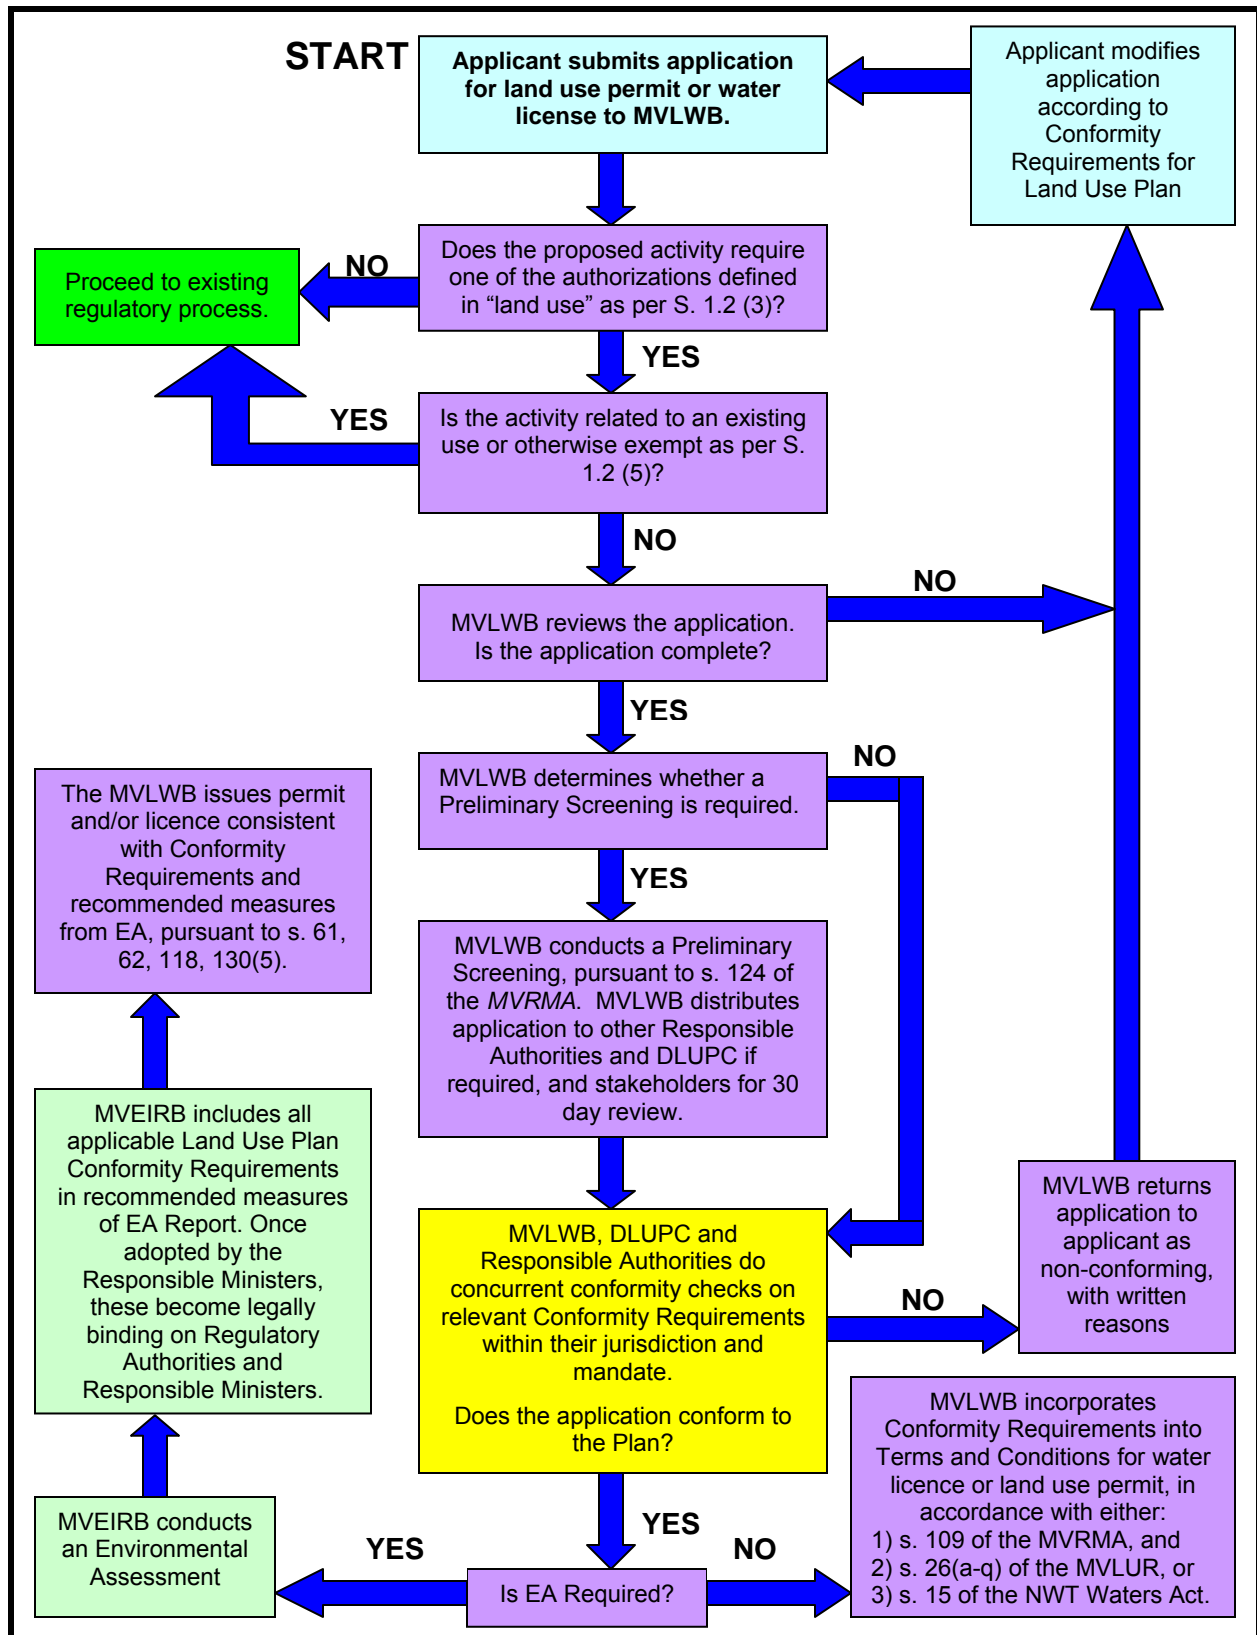 START
Applicant submits application
for land use permit or water
license to MVLWB.
Applicant modifies
application
according to
Conformity
Requirements for
Land Use Plan
Does the proposed activity require
one of the authorizations defined
in “land use” as per S. 1.2 (3)?
NO
Proceed to existing
regulatory process.
YES
Is the activity related to an existing
use or otherwise exempt as per S.
1.2 (5)?
YES
NO
MVLWB reviews the application.
Is the application complete?
NO
YES
MVLWB determines whether a
Preliminary Screening is required.
NO
YES
MVLWB conducts a Preliminary
Screening, pursuant to s. 124 of
the MVRMA.  MVLWB distributes
application to other Responsible
Authorities and DLUPC if
required, and stakeholders for 30
day review.
MVLWB, DLUPC and
Responsible Authorities do
concurrent conformity checks on
relevant Conformity Requirements
within their jurisdiction and
mandate.
Does the application conform to
the Plan?
NO
MVLWB returns
application to
applicant as
non-conforming,
with written
reasons
YES
Is EA Required?
NO
MVLWB incorporates
Conformity Requirements into
Terms and Conditions for water
licence or land use permit, in
accordance with either:
1) s. 109 of the MVRMA, and
2) s. 26(a-q) of the MVLUR, or
3) s. 15 of the NWT Waters Act.
YES
MVEIRB conducts
an Environmental
Assessment
MVEIRB includes all
applicable Land Use Plan
Conformity Requirements
in recommended measures
of EA Report. Once
adopted by the
Responsible Ministers,
these become legally
binding on Regulatory
Authorities and
Responsible Ministers.
The MVLWB issues permit
and/or licence consistent
with Conformity
Requirements and
recommended measures
from EA, pursuant to s. 61,
62, 118, 130(5).